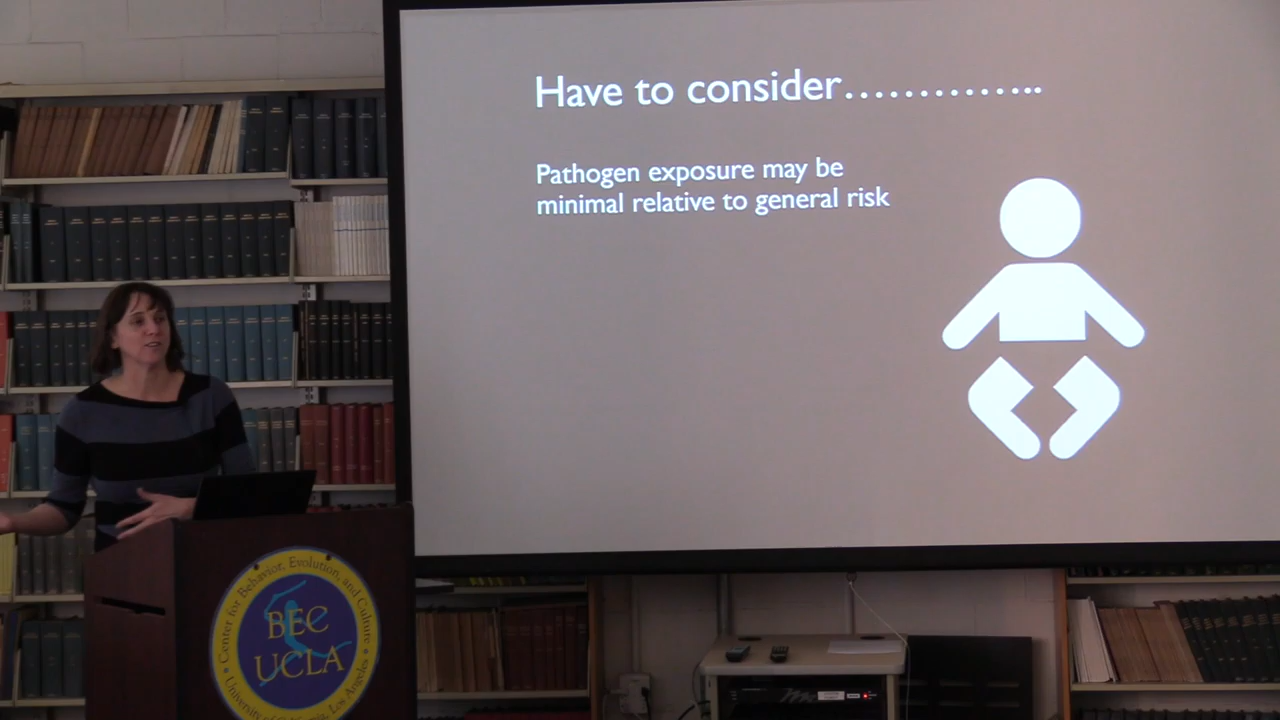 Have to consider…………..
Pathogen exposure may be
minimal relative to general risk
Center for Behavior, Evolution, and Culture
BEC
UCLA
University of California, Los Angeles